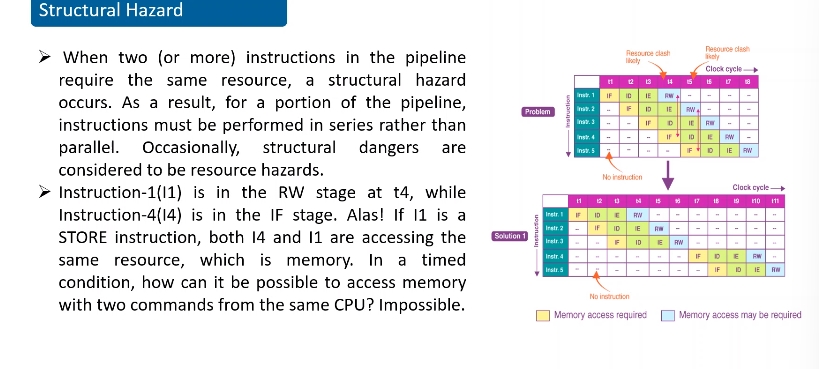 Structural Hazard
➤ When two (or more) instructions in the pipeline
require the same resource, a structural hazard
occurs. As a result, for a portion of the pipeline,
instructions must be performed in series rather than
parallel. Occasionally, structural dangers are
considered to be resource hazards.
➤ Instruction-1(I1) is in the RW stage at t4, while
Instruction-4(I4) is in the IF stage. Alas! If I1 is a
STORE instruction, both I4 and I1 are accessing the
same resource, which is memory. In a timed
condition, how can it be possible to access memory
with two commands from the same CPU? Impossible.
Resource clash
likely
Resource clash
likely
Clock cycle
t1 t2 t3 t4 t5 t6 t7 t8
Problem
Instruction
Instr. 1 IF ID IE RW - - - -
Instr. 2 - IF ID IE RW - - -
Instr. 3 - - IF ID IE RW - -
Instr. 4 - - - IF ID IE RW -
Instr. 5 - - - - IF ID IE RW
No instruction
Clock cycle
t1 t2 t3 t4 t5 t6 t7 t8 t9 t10 t11
Solution 1
Instruction
Instr. 1 IF ID IE RW - - - - - - -
Instr. 2 - IF ID IE RW - - - - - -
Instr. 3 - - IF ID IE RW - - - - -
Instr. 4 - - - - - - IF ID IE RW -
Instr. 5 - - - - - - - IF ID IE RW
No instruction
Memory access required
Memory access may be required